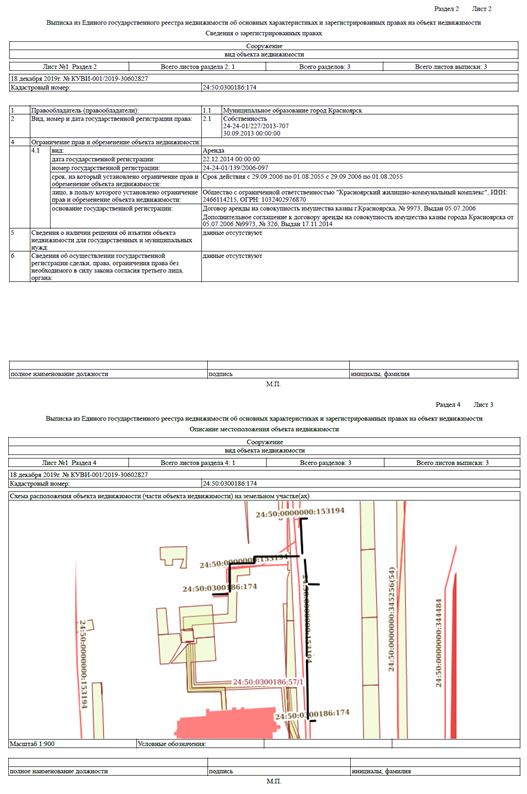 Раздел 2 Лист 2
Выписка из Единого государственного реестра недвижимости об основных характеристиках и зарегистрированных правах на объект недвижимости
Сведения о зарегистрированных правах
Сооружение
вид объекта недвижимости
Лист №1 Раздел 2 Всего листов раздела 2: 1 Всего разделов: 3 Всего листов выписки: 3
18 декабря 2019г. № КУВИ-001/2019-30602827
Кадастровый номер: 24:50:0300186:174
1 Правообладатель (правообладатели): 1.1 Муниципальное образование город Красноярск
2 Вид, номер и дата государственной регистрации права: 2.1 Собственность
24-24-01/227/2013-707
30.09.2013 00:00:00
4 Ограничение прав и обременение объекта недвижимости:
4.1 вид: Аренда
дата государственной регистрации: 22.12.2014 00:00:00
номер государственной регистрации: 24-24-01/139/2006-097
срок, на который установлено ограничение прав и обременение объекта недвижимости: Срок действия с 29.09.2006 по 01.08.2055 с 29.09.2006 по 01.08.2055
лицо, в пользу которого установлено ограничение прав и обременение объекта недвижимости: Общество с ограниченной ответственностью "Красноярский жилищно-коммунальный комплекс", ИНН:
2466114215, ОГРН: 1032402976870
основание государственной регистрации: Договор аренды на совокупность имущества казны г.Красноярска, № 9973, Выдан 05.07.2006
Дополнительное соглашение к договору аренды на совокупность имущества казны города Красноярска от
05.07.2006 №9973, № 326, Выдан 17.11.2014
5 Сведения о наличии решения об изъятии объекта недвижимости для государственных и муниципальных нужд: данные отсутствуют
6 Сведения об осуществлении государственной регистрации сделки, права, ограничения права без необходимого в силу закона согласия третьего лица, органа: данные отсутствуют
полное наименование должности подпись инициалы, фамилия
М.П.
Раздел 4 Лист 3
Выписка из Единого государственного реестра недвижимости об основных характеристиках и зарегистрированных правах на объект недвижимости
Описание местоположения объекта недвижимости
Сооружение
вид объекта недвижимости
Лист №1 Раздел 4 Всего листов раздела 4: 1 Всего разделов: 3 Всего листов выписки: 3
18 декабря 2019г. № КУВИ-001/2019-30602827
Кадастровый номер: 24:50:0300186:174
Схема расположения объекта недвижимости (части объекта недвижимости) на земельном участке(ах)
24:50:0000000:153194
24:50:0000000:153194
24:50:0300186:174
24:50:0000000:153194
24:50:0000000:153194
24:50:0000000:345256(54)
24:50:0000000:344484
24:50:0300186:57/1
24:50:0300186:174
Масштаб 1:900 Условные обозначения:
полное наименование должности подпись инициалы, фамилия
М.П.